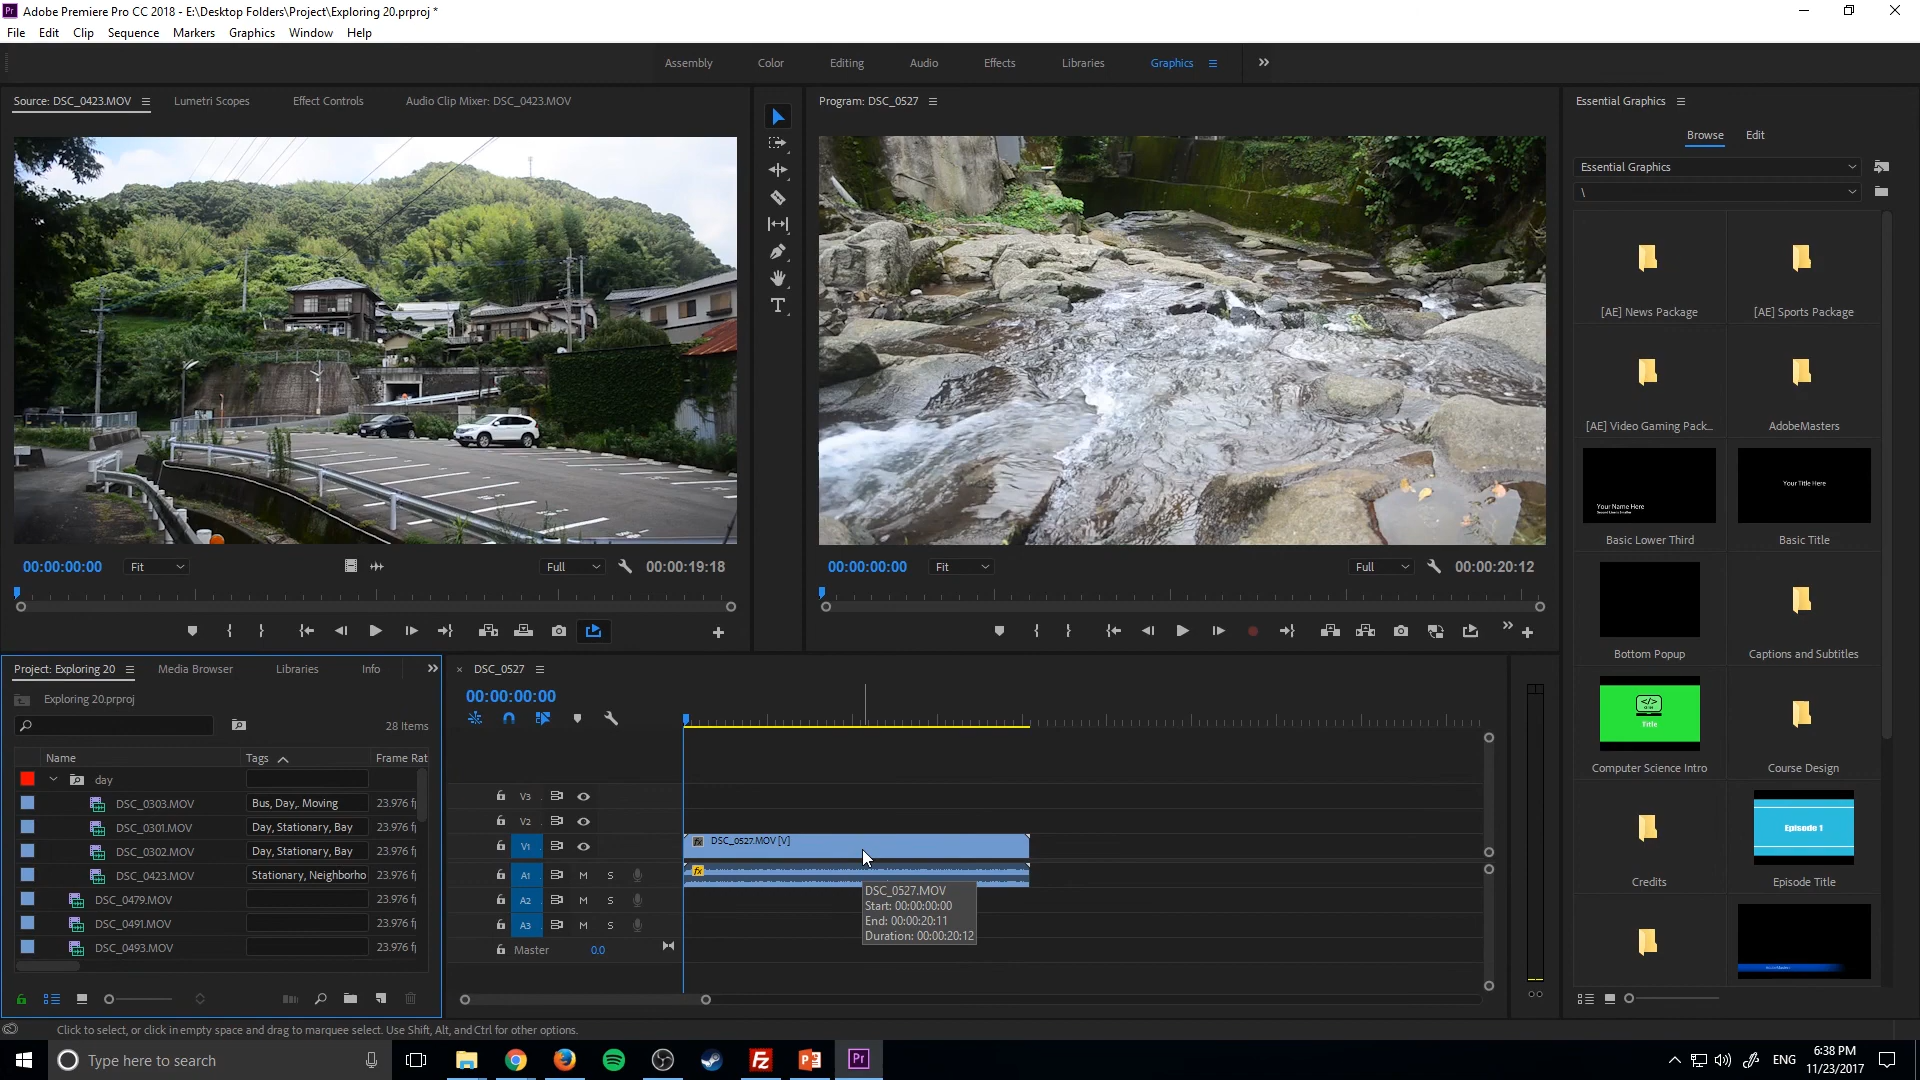 Adobe Premiere Pro CC 2018 - E:\Desktop Folders\Project\Exploring 20.prproj *
File Edit Clip Sequence Markers Graphics Window Help
Assembly Color Editing Audio Effects Libraries Graphics
Source: DSC_0423.MOV Lumetri Scopes Effect Controls Audio Clip Mixer: DSC_0423.MOV
Program: DSC_0527
Essential Graphics
Browse Edit
Essential Graphics
\
[AE] News Package [AE] Sports Package
[AE] Video Gaming Pack... AdobeMasters
Your Name Here
Your Title Here
Basic Lower Third Basic Title
Bottom Popup Captions and Subtitles
Title
Computer Science Intro Course Design
Episode 1
Credits Episode Title
00:00:00:00 Fit Full 00:00:19:18
00:00:00:00 Fit Full 00:00:20:12
Project: Exploring 20 Media Browser Libraries Info
Exploring 20.prproj
28 Items
Name Tags Frame Rat
day
DSC_0303.MOV Bus, Day,. Moving 23.976 f
DSC_0301.MOV Day, Stationary, Bay 23.976 f
DSC_0302.MOV Day, Stationary, Bay 23.976 f
DSC_0423.MOV Stationary, Neighborho 23.976 f
DSC_0479.MOV 23.976 f
DSC_0491.MOV 23.976 f
DSC_0493.MOV 23.976 f
DSC_0527
00:00:00:00
V3
V2
V1 fx DSC_0527.MOV [V]
A1 M S fx
A2 M S
A3 M S
Master 0.0
DSC_0527.MOV
Start: 00:00:00:00
End: 00:00:20:11
Duration: 00:00:20:12
Click to select, or click in empty space and drag to marquee select. Use Shift, Alt, and Ctrl for other options.
Type here to search
ENG
6:38 PM
11/23/2017